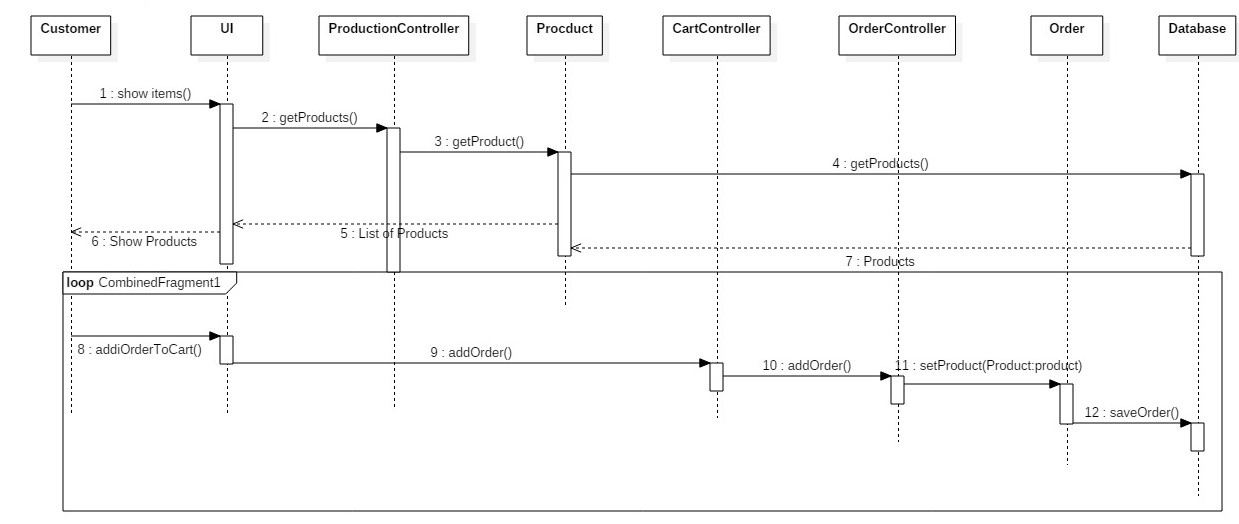 Customer
UI
ProductionController
Procduct
CartController
OrderController
Order
Database
1 : show items()
2 : getProducts()
3 : getProduct()
4 : getProducts()
5 : List of Products
6 : Show Products
7 : Products
loop CombinedFragment1
8 : addiOrderToCart()
9 : addOrder()
10 : addOrder()
11 : setProduct(Product:product)
12 : saveOrder()